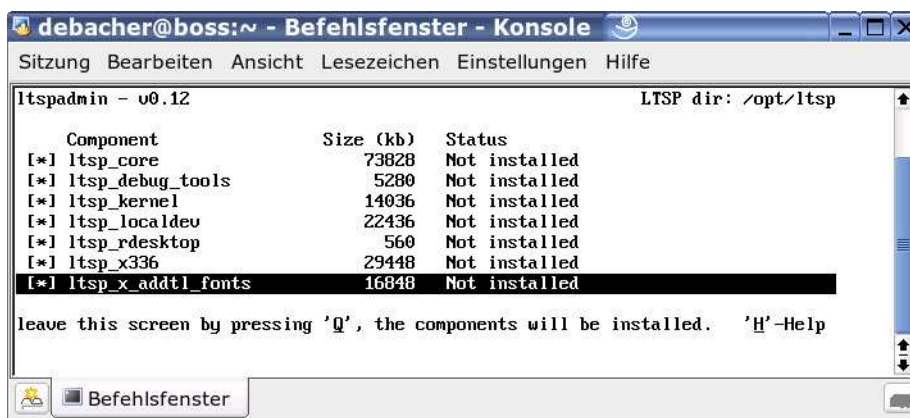 debacher@boss:~ - Befehlsfenster - Konsole
Sitzung Bearbeiten Ansicht Lesezeichen Einstellungen Hilfe
ltspadmin - v0.12 LTSP dir: /opt/ltsp
Component Size (kb) Status
[*] ltsp_core 73828 Not installed
[*] ltsp_debug_tools 5280 Not installed
[*] ltsp_kernel 14036 Not installed
[*] ltsp_localdev 22436 Not installed
[*] ltsp_rdesktop 560 Not installed
[*] ltsp_x336 29448 Not installed
[*] ltsp_x_addtl_fonts 16848 Not installed
leave this screen by pressing 'Q', the components will be installed. 'H'-Help
Befehlsfenster